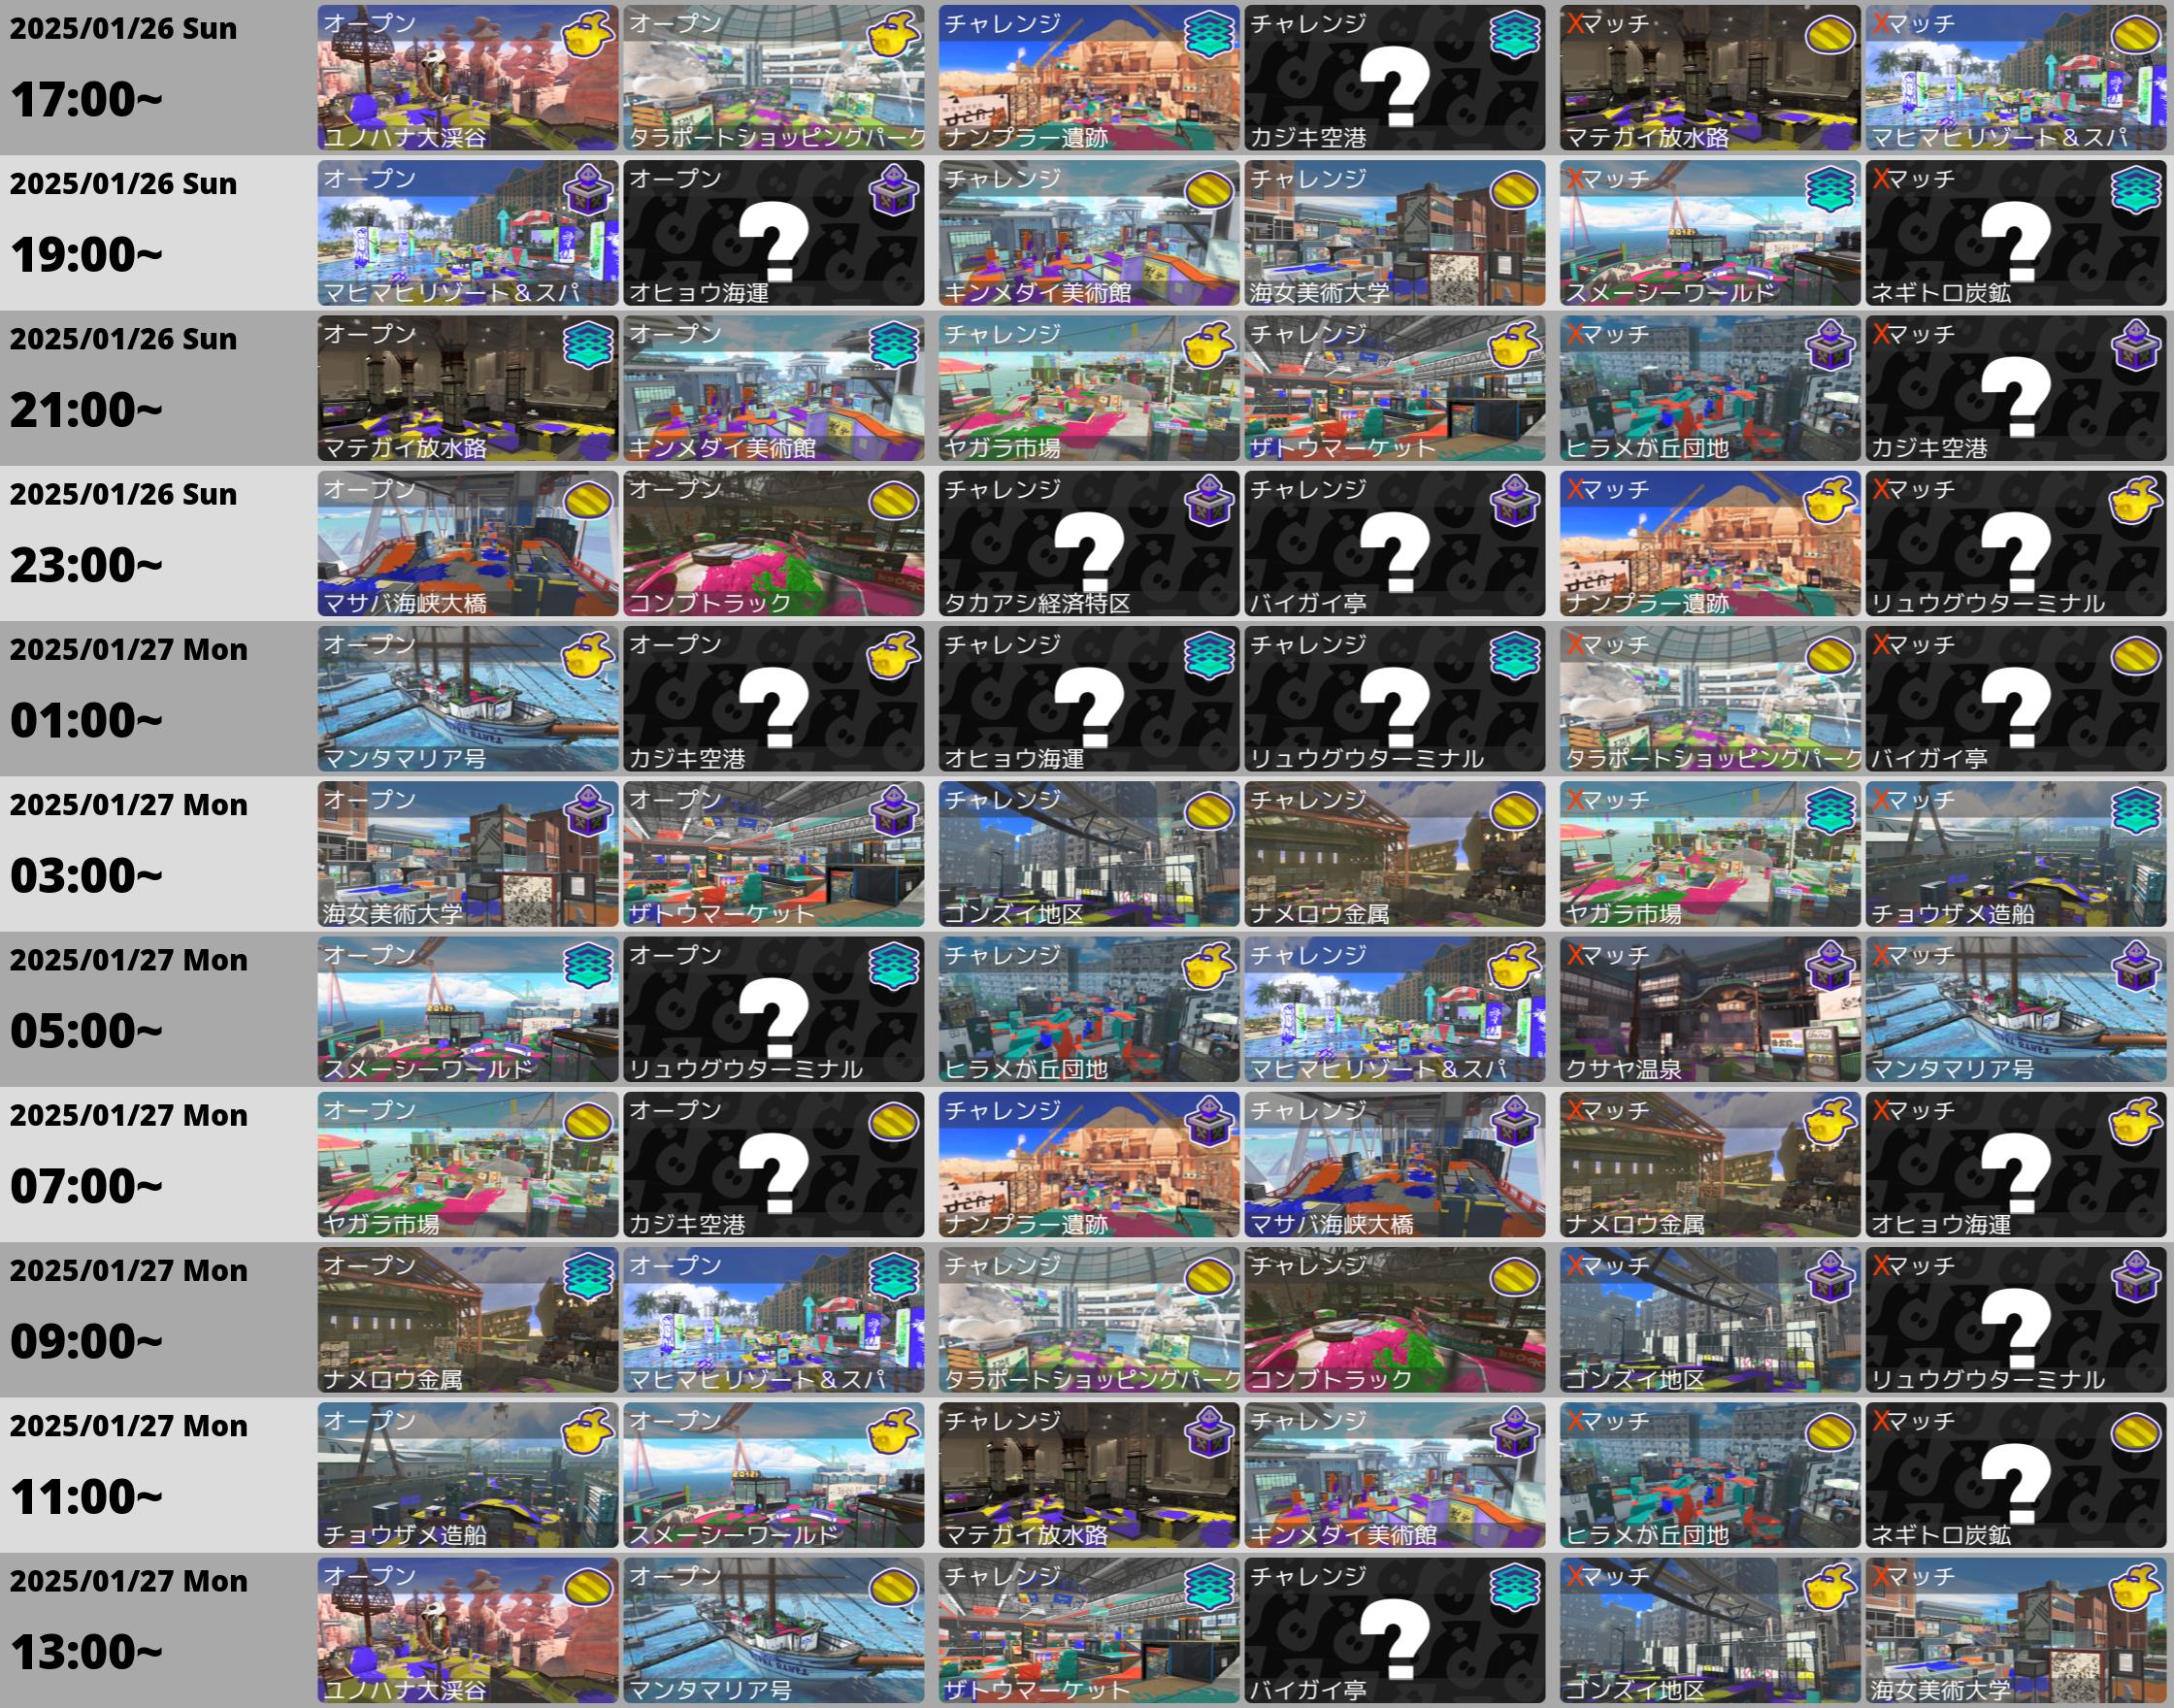 2025/01/26 Sun
17:00~
オープン
ユノハナ大渓谷
オープン
タラポートショッピングパーク
チャレンジ
ナンプラー遺跡
チャレンジ
?
カジキ空港
Xマッチ
マテガイ放水路
Xマッチ
マヒマヒリゾート&スパ
2025/01/26 Sun
19:00~
オープン
マヒマヒリゾート&スパ
オープン
?
オヒョウ海運
チャレンジ
キンメダイ美術館
チャレンジ
海女美術大学
Xマッチ
スメーシーワールド
Xマッチ
?
ネギトロ炭鉱
2025/01/26 Sun
21:00~
オープン
マテガイ放水路
オープン
キンメダイ美術館
チャレンジ
ヤガラ市場
チャレンジ
ザトウマーケット
Xマッチ
ヒラメが丘団地
Xマッチ
?
カジキ空港
2025/01/26 Sun
23:00~
オープン
マサバ海峡大橋
オープン
コンブトラック
チャレンジ
?
タカアシ経済特区
チャレンジ
?
バイガイ亭
Xマッチ
ナンプラー遺跡
Xマッチ
?
リュウグウターミナル
2025/01/27 Mon
01:00~
オープン
マンタマリア号
オープン
?
カジキ空港
チャレンジ
?
オヒョウ海運
チャレンジ
?
リュウグウターミナル
Xマッチ
タラポートショッピングパーク
Xマッチ
?
バイガイ亭
2025/01/27 Mon
03:00~
オープン
海女美術大学
オープン
ザトウマーケット
チャレンジ
ゴンズイ地区
チャレンジ
ナメロウ金属
Xマッチ
ヤガラ市場
Xマッチ
チョウザメ造船
2025/01/27 Mon
05:00~
オープン
スメーシーワールド
オープン
?
リュウグウターミナル
チャレンジ
ヒラメが丘団地
チャレンジ
マヒマヒリゾート&スパ
Xマッチ
クサヤ温泉
Xマッチ
マンタマリア号
2025/01/27 Mon
07:00~
オープン
ヤガラ市場
オープン
?
カジキ空港
チャレンジ
ナンプラー遺跡
チャレンジ
マサバ海峡大橋
Xマッチ
ナメロウ金属
Xマッチ
?
オヒョウ海運
2025/01/27 Mon
09:00~
オープン
ナメロウ金属
オープン
マヒマヒリゾート&スパ
チャレンジ
タラポートショッピングパーク
チャレンジ
コンブトラック
Xマッチ
ゴンズイ地区
Xマッチ
?
リュウグウターミナル
2025/01/27 Mon
11:00~
オープン
チョウザメ造船
オープン
スメーシーワールド
チャレンジ
マテガイ放水路
チャレンジ
キンメダイ美術館
Xマッチ
ヒラメが丘団地
Xマッチ
?
ネギトロ炭鉱
2025/01/27 Mon
13:00~
オープン
ユノハナ大渓谷
オープン
マンタマリア号
チャレンジ
ザトウマーケット
チャレンジ
?
バイガイ亭
Xマッチ
ゴンズイ地区
Xマッチ
海女美術大学